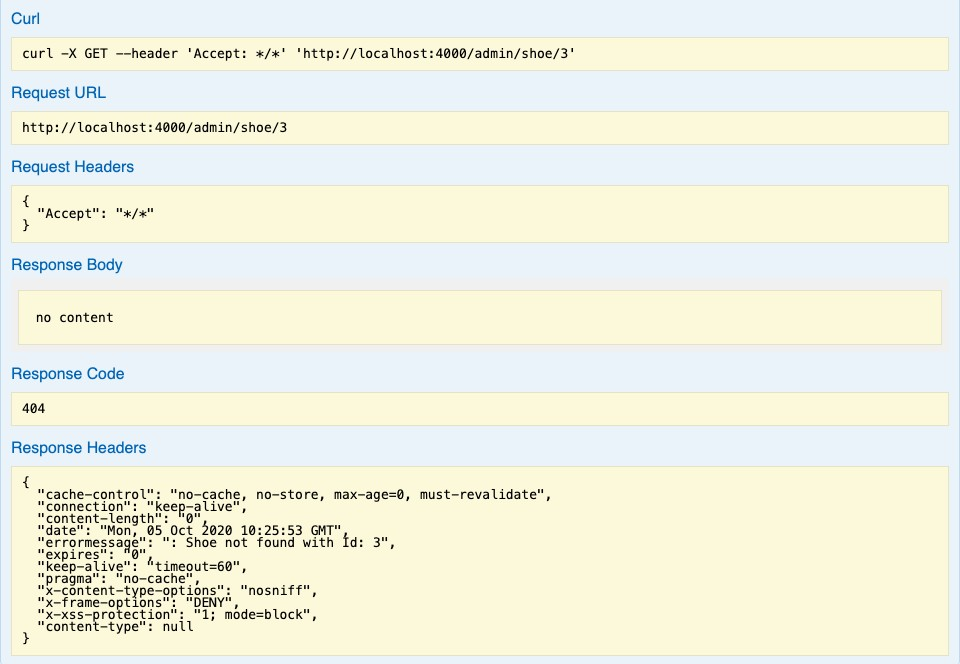 Curl
curl -X GET --header 'Accept: */*' 'http://localhost:4000/admin/shoe/3'
Request URL
http://localhost:4000/admin/shoe/3
Request Headers
{
  "Accept": "*/*"
}
Response Body
no content
Response Code
404
Response Headers
{
  "cache-control": "no-cache, no-store, max-age=0, must-revalidate",
  "connection": "keep-alive",
  "content-length": "0",
  "date": "Mon, 05 Oct 2020 10:25:53 GMT",
  "errormessage": ": Shoe not found with Id: 3",
  "expires": "0",
  "keep-alive": "timeout=60",
  "pragma": "no-cache",
  "x-content-type-options": "nosniff",
  "x-frame-options": "DENY",
  "x-xss-protection": "1; mode=block",
  "content-type": null
}